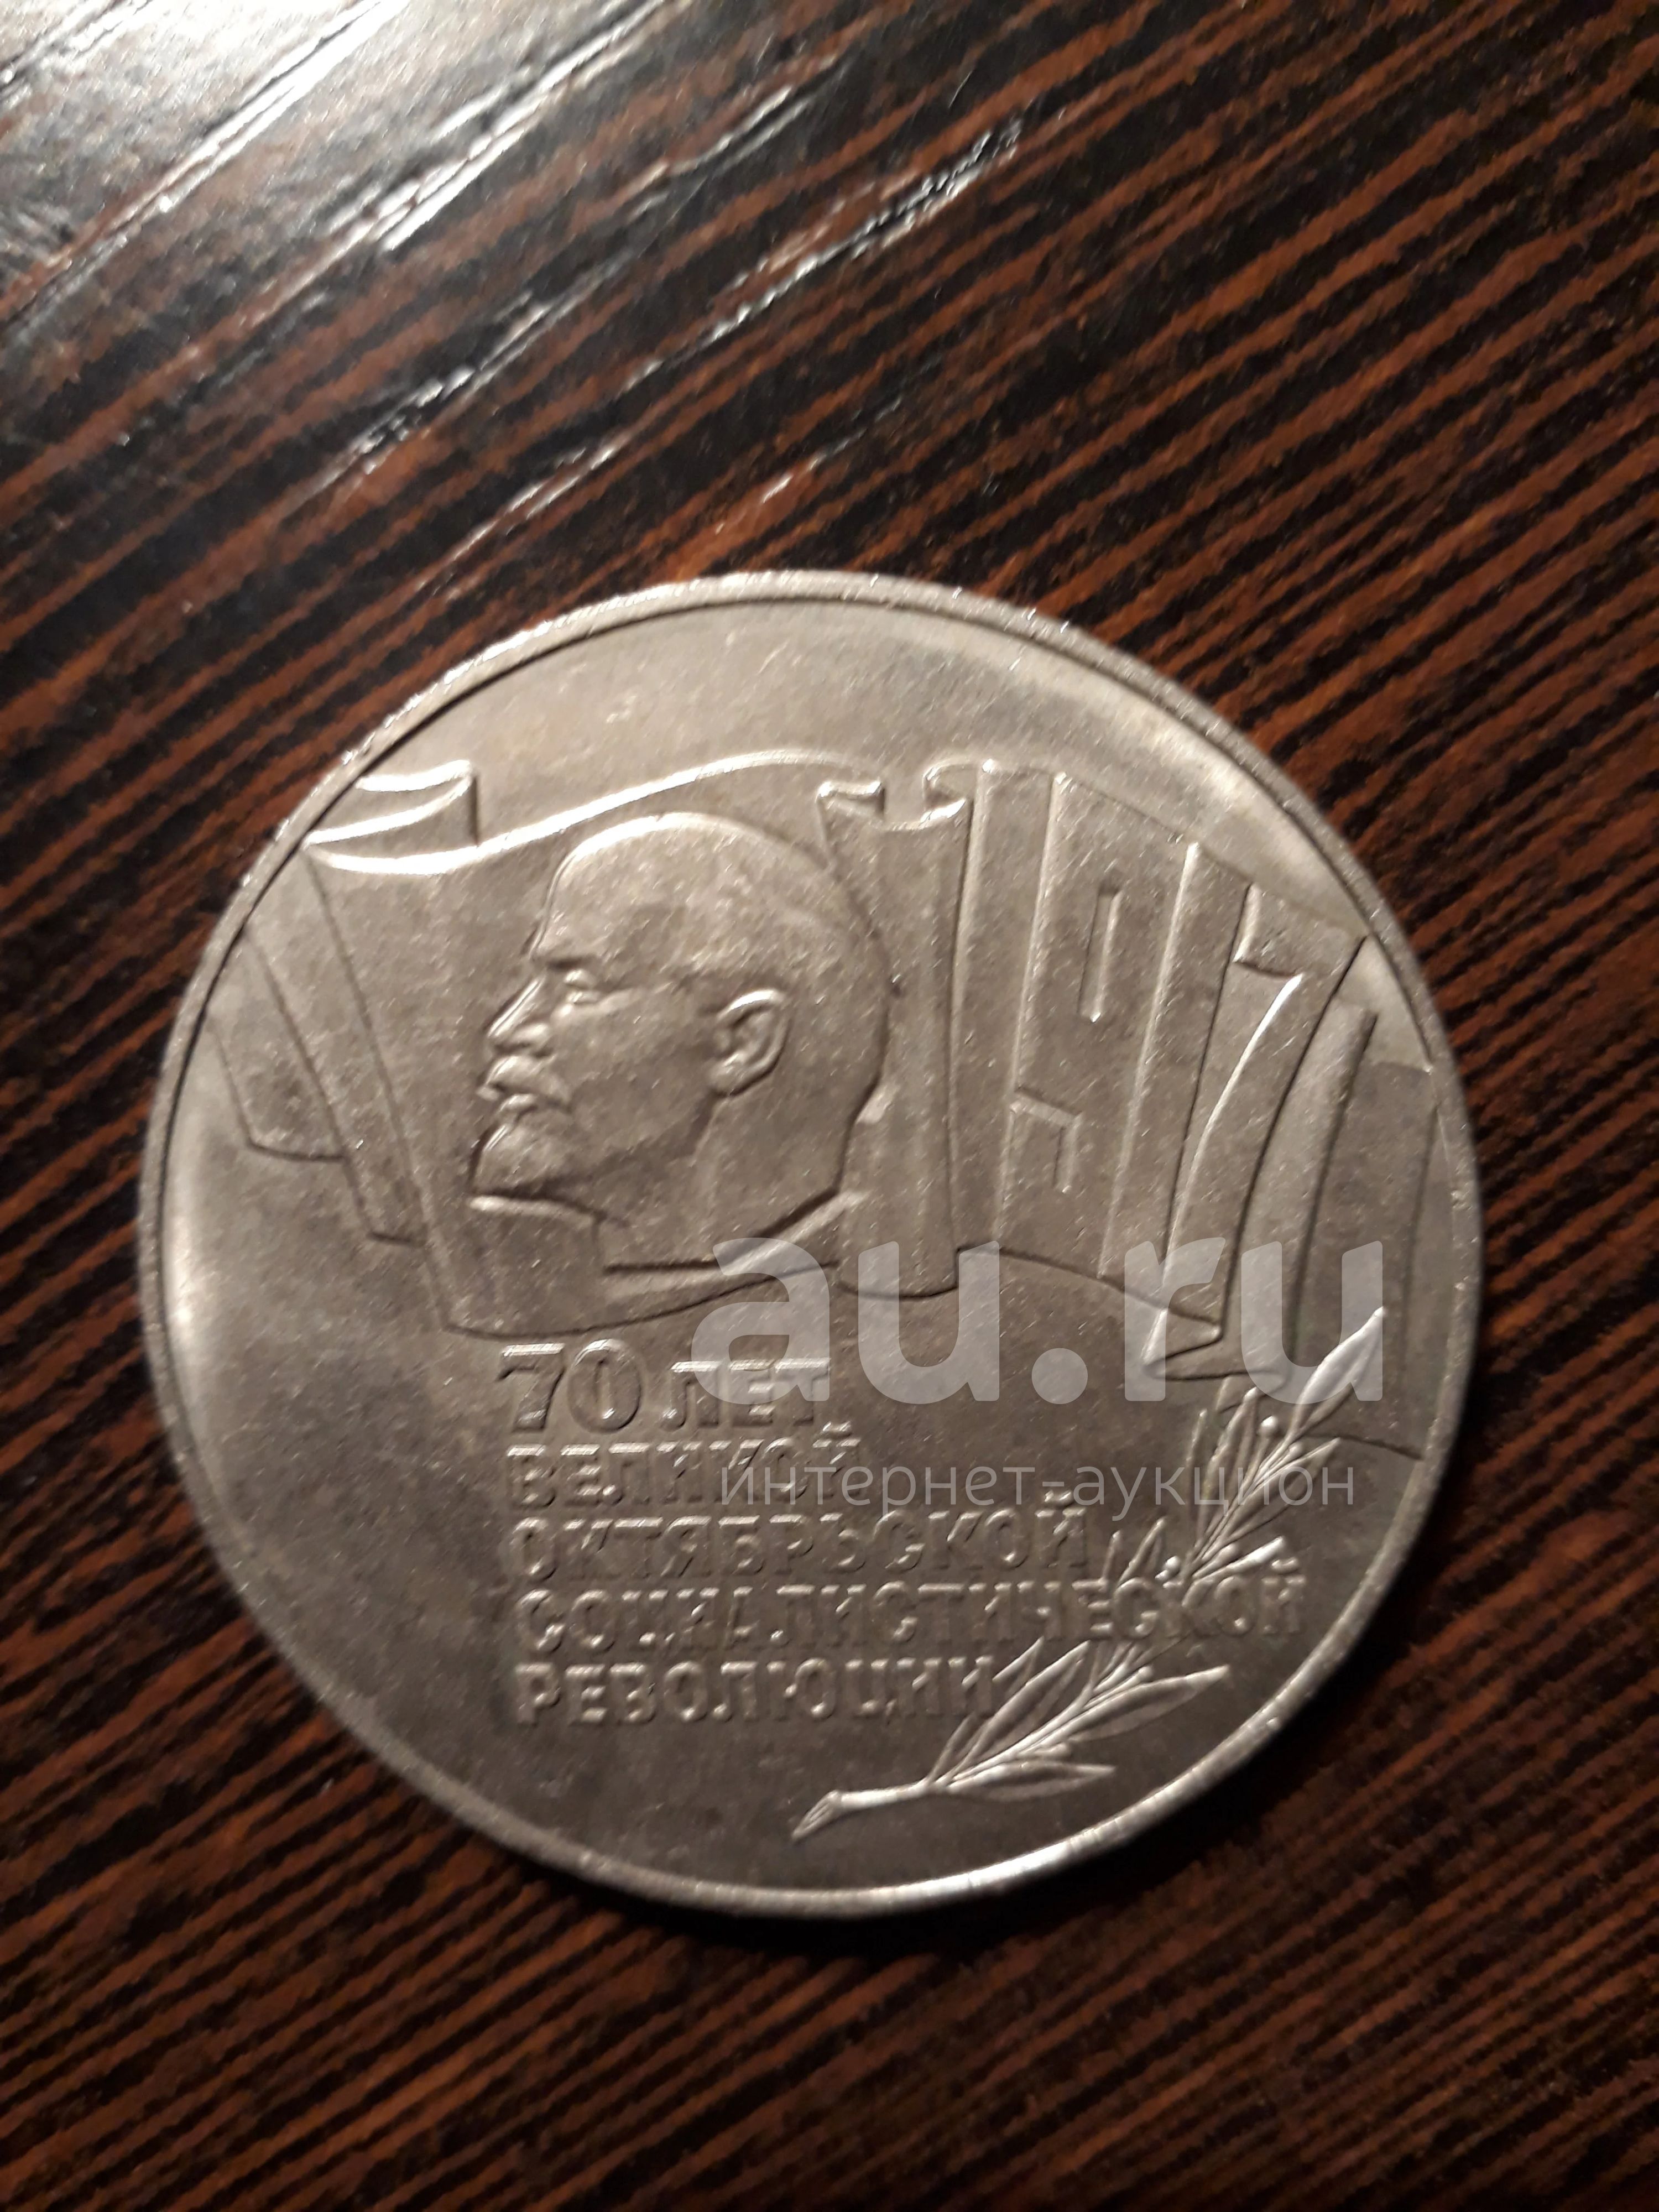 1917
70 ЛЕТ
ВЕЛИКОЙ
ОКТЯБРЬСКОЙ
СОЦИАЛИСТИЧЕСКОЙ
РЕВОЛЮЦИИ
au.ru
интернет-аукцион